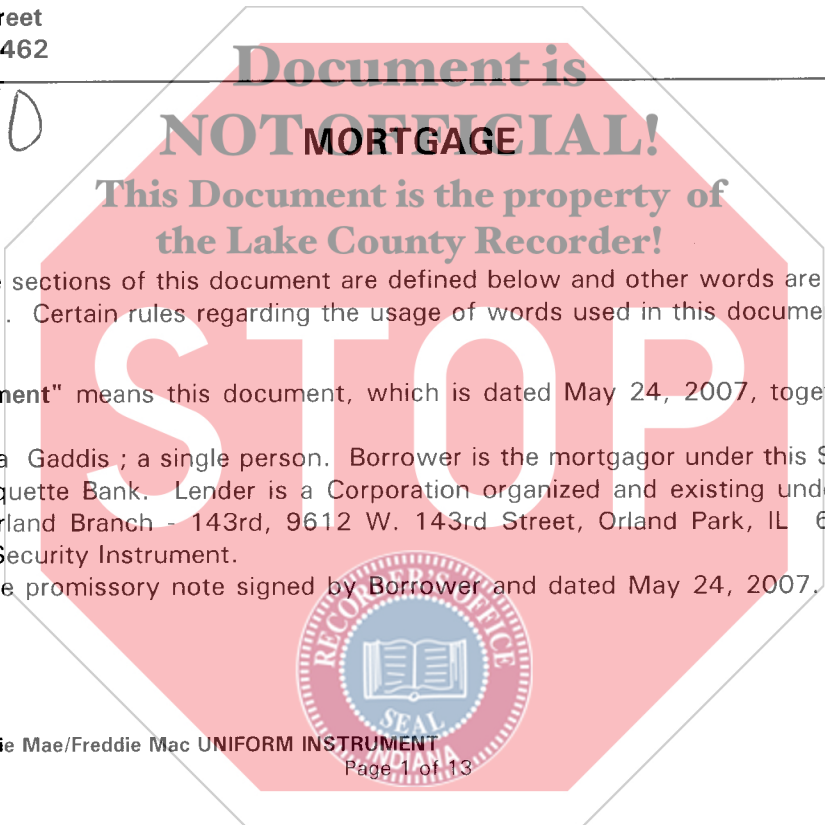 reet
462
Document is
NOT OFFICIAL!
MORTGAGE
This Document is the property of
the Lake County Recorder!
e sections of this document are defined below and other words are
. Certain rules regarding the usage of words used in this docume
STOP
ment" means this document, which is dated May 24, 2007, toge
a Gaddis ; a single person. Borrower is the mortgagor under this S
quette Bank. Lender is a Corporation organized and existing und
rland Branch - 143rd, 9612 W. 143rd Street, Orland Park, IL 6
Security Instrument.
e promissory note signed by Borrower and dated May 24, 2007.
RECORDER'S OFFICE
SEAL
INDIANA
ie Mae/Freddie Mac UNIFORM INSTRUMENT
Page 1 of 13